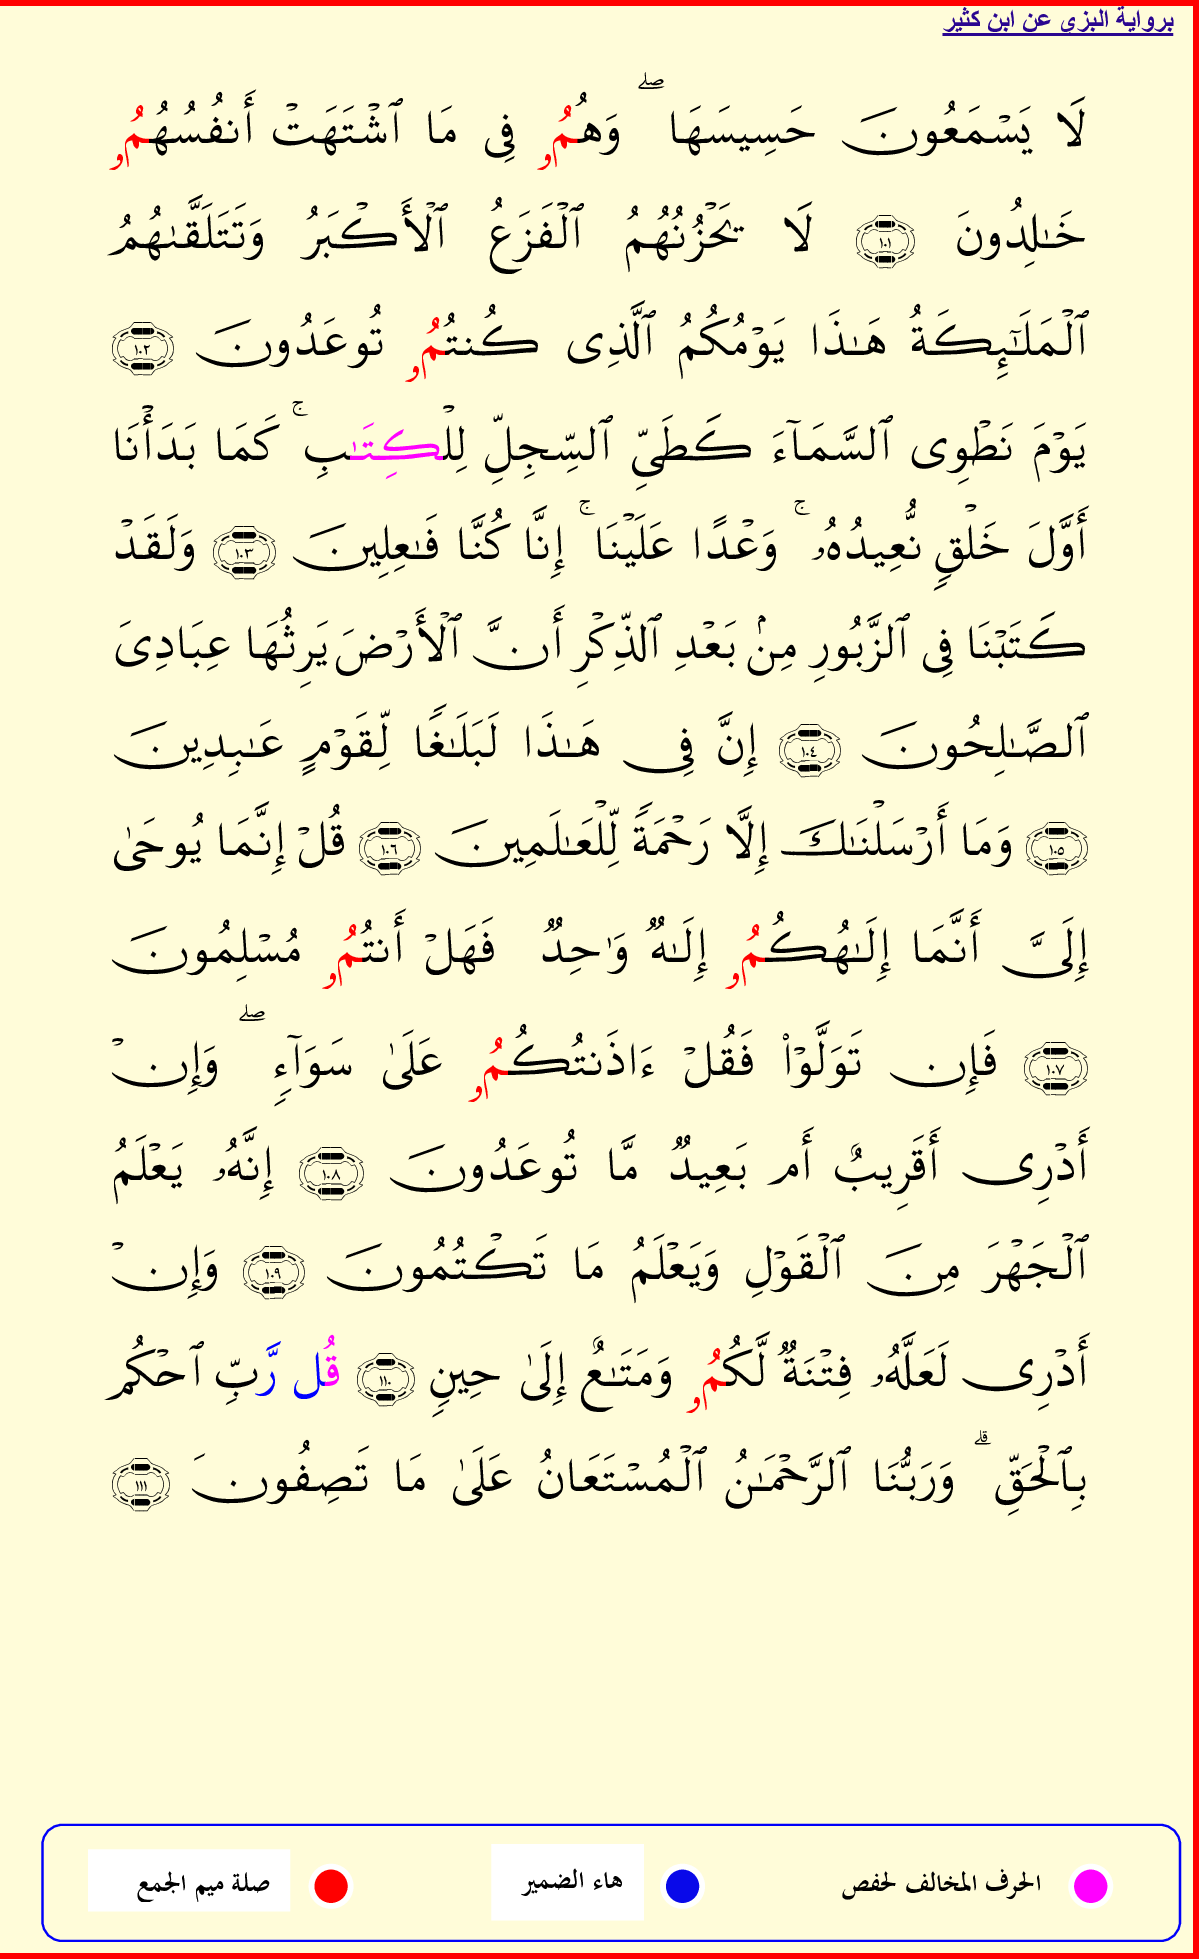 برواية البزى عن ابن كثير
لَا يَسْمَعُونَ حَسِيسَهَا ۖ وَهُمُۥ فِى مَا ٱشْتَهَتْ أَنفُسُهُمُۥ
خَـٰلِدُونَ ١٠١ لَا يَحْزُنُهُمُ ٱلْفَزَعُ ٱلْأَكْبَرُ وَتَتَلَقَّىٰهُمُ
ٱلْمَلَـٰٓئِكَةُ هَـٰذَا يَوْمُكُمُ ٱلَّذِى كُنتُمُۥ تُوعَدُونَ ١٠٢
يَوْمَ نَطْوِى ٱلسَّمَآءَ كَطَىِّ ٱلسِّجِلِّ لِلْكِتَـٰبِ ۚ كَمَا بَدَأْنَا
أَوَّلَ خَلْقٍ نُّعِيدُهُۥ ۚ وَعْدًا عَلَيْنَا ۚ إِنَّا كُنَّا فَـٰعِلِينَ ١٠٣ وَلَقَدْ
كَتَبْنَا فِى ٱلزَّبُورِ مِنۢ بَعْدِ ٱلذِّكْرِ أَنَّ ٱلْأَرْضَ يَرِثُهَا عِبَادِىَ
ٱلصَّـٰلِحُونَ ١٠٤ إِنَّ فِى هَـٰذَا لَبَلَـٰغًا لِّقَوْمٍ عَـٰبِدِينَ
١٠٥ وَمَا أَرْسَلْنَـٰكَ إِلَّا رَحْمَةً لِّلْعَـٰلَمِينَ ١٠٦ قُلْ إِنَّمَا يُوحَىٰ
إِلَىَّ أَنَّمَا إِلَـٰهُكُمُۥ إِلَـٰهٌ وَٰحِدٌ فَهَلْ أَنتُمُۥ مُسْلِمُونَ
١٠٧ فَإِن تَوَلَّوْا۟ فَقُلْ ءَاذَنتُكُمُۥ عَلَىٰ سَوَآءٍ ۖ وَإِنْ
أَدْرِى أَقَرِيبٌ أَم بَعِيدٌ مَّا تُوعَدُونَ ١٠٨ إِنَّهُۥ يَعْلَمُ
ٱلْجَهْرَ مِنَ ٱلْقَوْلِ وَيَعْلَمُ مَا تَكْتُمُونَ ١٠٩ وَإِنْ
أَدْرِى لَعَلَّهُۥ فِتْنَةٌ لَّكُمُۥ وَمَتَـٰعٌ إِلَىٰ حِينٍ ١١٠ قُل رَّبِّ ٱحْكُم
بِٱلْحَقِّ ۗ وَرَبُّنَا ٱلرَّحْمَـٰنُ ٱلْمُسْتَعَانُ عَلَىٰ مَا تَصِفُونَ ١١١
الحرف المخالف لحفص هاء الضمير صلة ميم الجمع